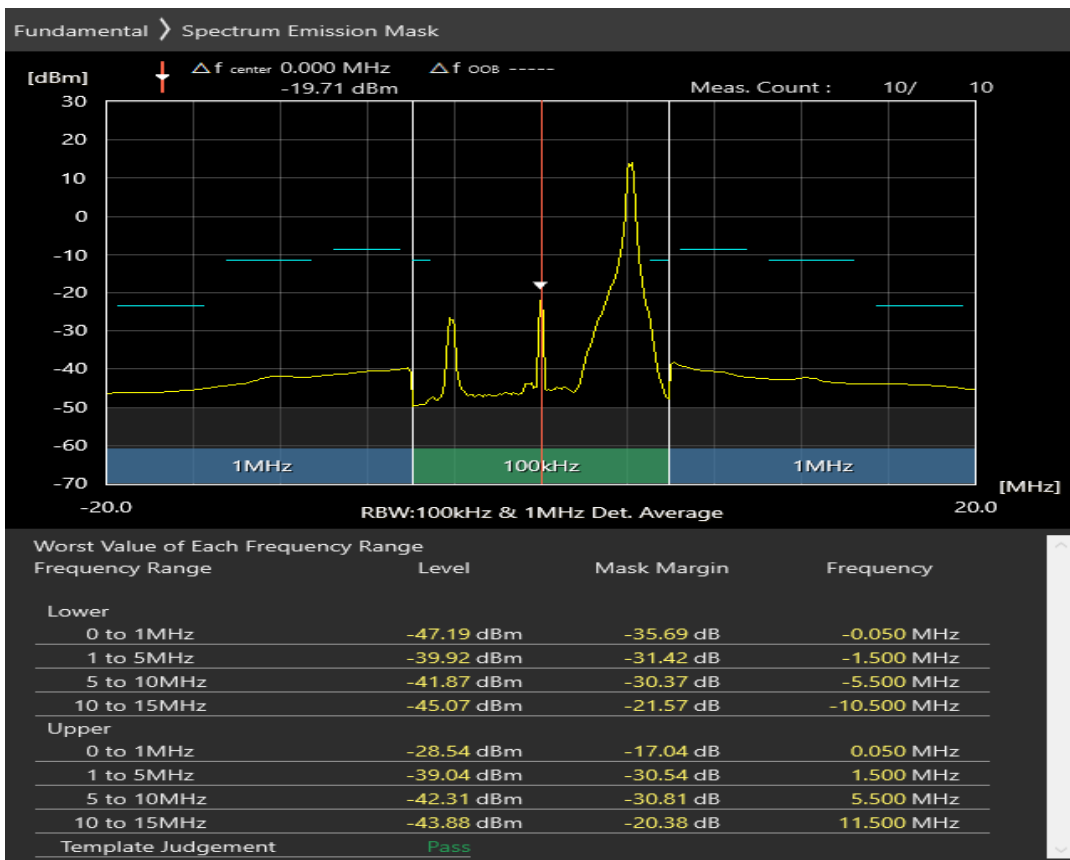 Fundamental ❯ Spectrum Emission Mask
[dBm] △f center 0.000 MHz △f OOB -----
-19.71 dBm Meas. Count : 10/ 10
30
20
10
0
-10
-20
-30
-40
-50
-60
-70
1MHz 100kHz 1MHz
[MHz]
-20.0 RBW:100kHz & 1MHz Det. Average 20.0
Worst Value of Each Frequency Range
Frequency Range Level Mask Margin Frequency
Lower
0 to 1MHz -47.19 dBm -35.69 dB -0.050 MHz
1 to 5MHz -39.92 dBm -31.42 dB -1.500 MHz
5 to 10MHz -41.87 dBm -30.37 dB -5.500 MHz
10 to 15MHz -45.07 dBm -21.57 dB -10.500 MHz
Upper
0 to 1MHz -28.54 dBm -17.04 dB 0.050 MHz
1 to 5MHz -39.04 dBm -30.54 dB 1.500 MHz
5 to 10MHz -42.31 dBm -30.81 dB 5.500 MHz
10 to 15MHz -43.88 dBm -20.38 dB 11.500 MHz
Template Judgement Pass